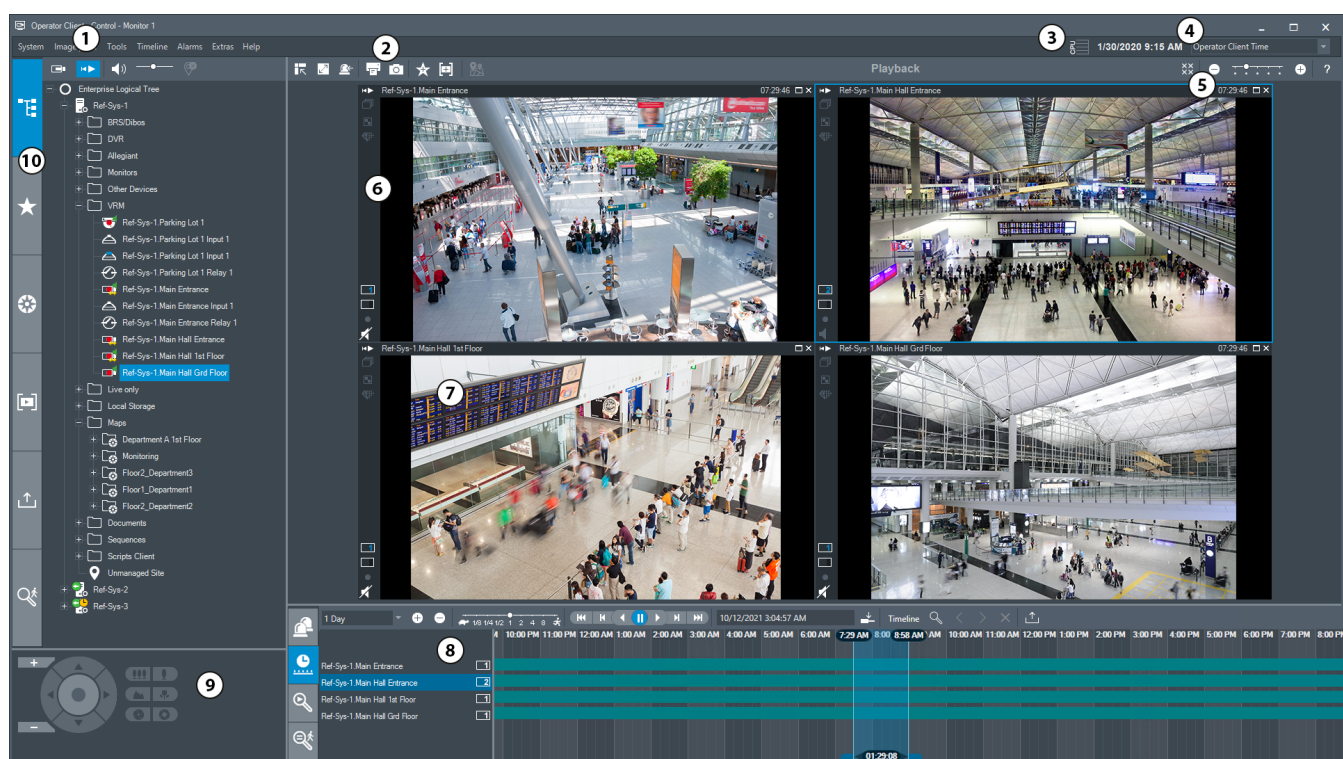 Operator Client - Control - Monitor 1
System Image Tools Timeline Alarms Extras Help
1
2
3
1/30/2020 9:15 AM
4
Operator Client Time
Playback
5
?
Enterprise Logical Tree
Ref-Sys-1
BRS/Dibos
DVR
Allegiant
10
Monitors
Other Devices
VRM
Ref-Sys-1.Parking Lot 1
Ref-Sys-1.Parking Lot 1 Input 1
Ref-Sys-1.Parking Lot 1 Input 1
Ref-Sys-1.Parking Lot 1 Relay 1
Ref-Sys-1.Main Entrance
Ref-Sys-1.Main Entrance Input 1
Ref-Sys-1.Main Entrance Relay 1
Ref-Sys-1.Main Hall Entrance
Ref-Sys-1.Main Hall 1st Floor
Ref-Sys-1.Main Hall Grd Floor
Live only
Local Storage
Maps
Department A 1st Floor
Monitoring
Floor2_Department3
Floor1_Department1
Floor2_Department2
Documents
Sequences
Scripts Client
Unmanaged Site
Ref-Sys-2
Ref-Sys-3
Ref-Sys-1.Main Entrance 07:29:46
6
1
Ref-Sys-1.Main Hall Entrance 07:29:46
2
Ref-Sys-1.Main Hall 1st Floor
7
1
Ref-Sys-1.Main Hall Grd Floor 07:29:46
B
1
9
1 Day
1/8 1/4 1/2 1 2 4 8
10/12/2021 3:04:57 AM
Timeline
8
10:00 PM 11:00 PM 12:00 AM 1:00 AM 2:00 AM 3:00 AM 4:00 AM 5:00 AM 6:00 AM 7:29 AM 8:00 8:58 AM AM 10:00 AM 11:00 AM 12:00 PM 1:00 PM 2:00 PM 3:00 PM 4:00 PM 5:00 PM 6:00 PM 7:00 PM 8:00 P
Ref-Sys-1.Main Entrance 1
Ref-Sys-1.Main Hall Entrance 2
Ref-Sys-1.Main Hall 1st Floor 1
Ref-Sys-1.Main Hall Grd Floor 1
01:29:08